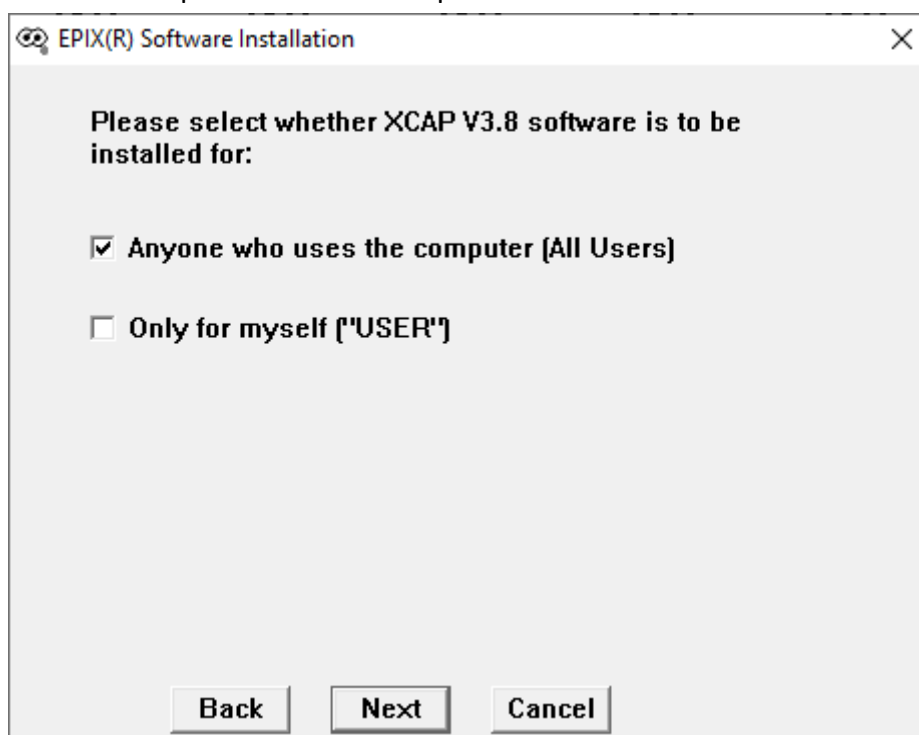 EPIX(R) Software Installation
Please select whether XCAP V3.8 software is to be
installed for:
Anyone who uses the computer (All Users)
Only for myself ("USER")
Back Next Cancel